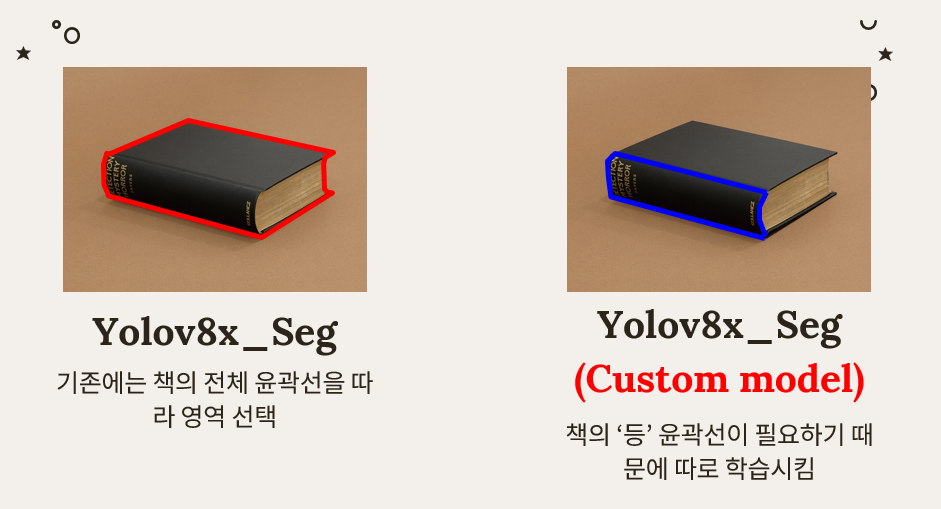 Yolov8x_Seg
기존에는 책의 전체 윤곽선을 따
라 영역 선택
Yolov8x_Seg
(Custom model)
책의 ‘등’ 윤곽선이 필요하기 때
문에 따로 학습시킴